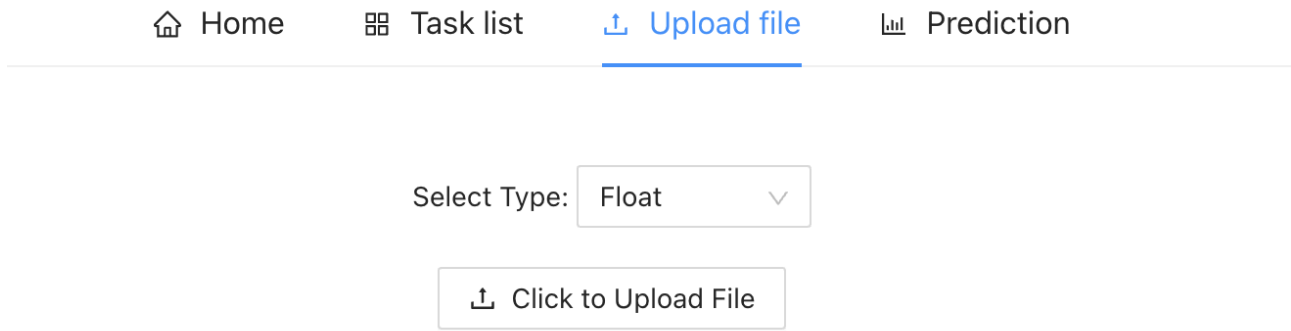 Home Task list Upload file Prediction
Select Type: Float
Click to Upload File